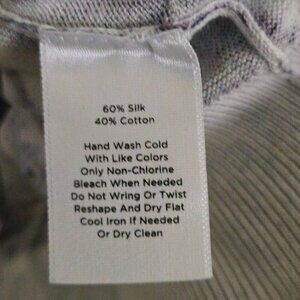 60% Silk
40% Cotton
Hand Wash Cold
With Like Colors
Only Non-Chlorine
Bleach When Needed
Do Not Wring Or Twist
Reshape And Dry Flat
Cool Iron If Needed
Or Dry Clean